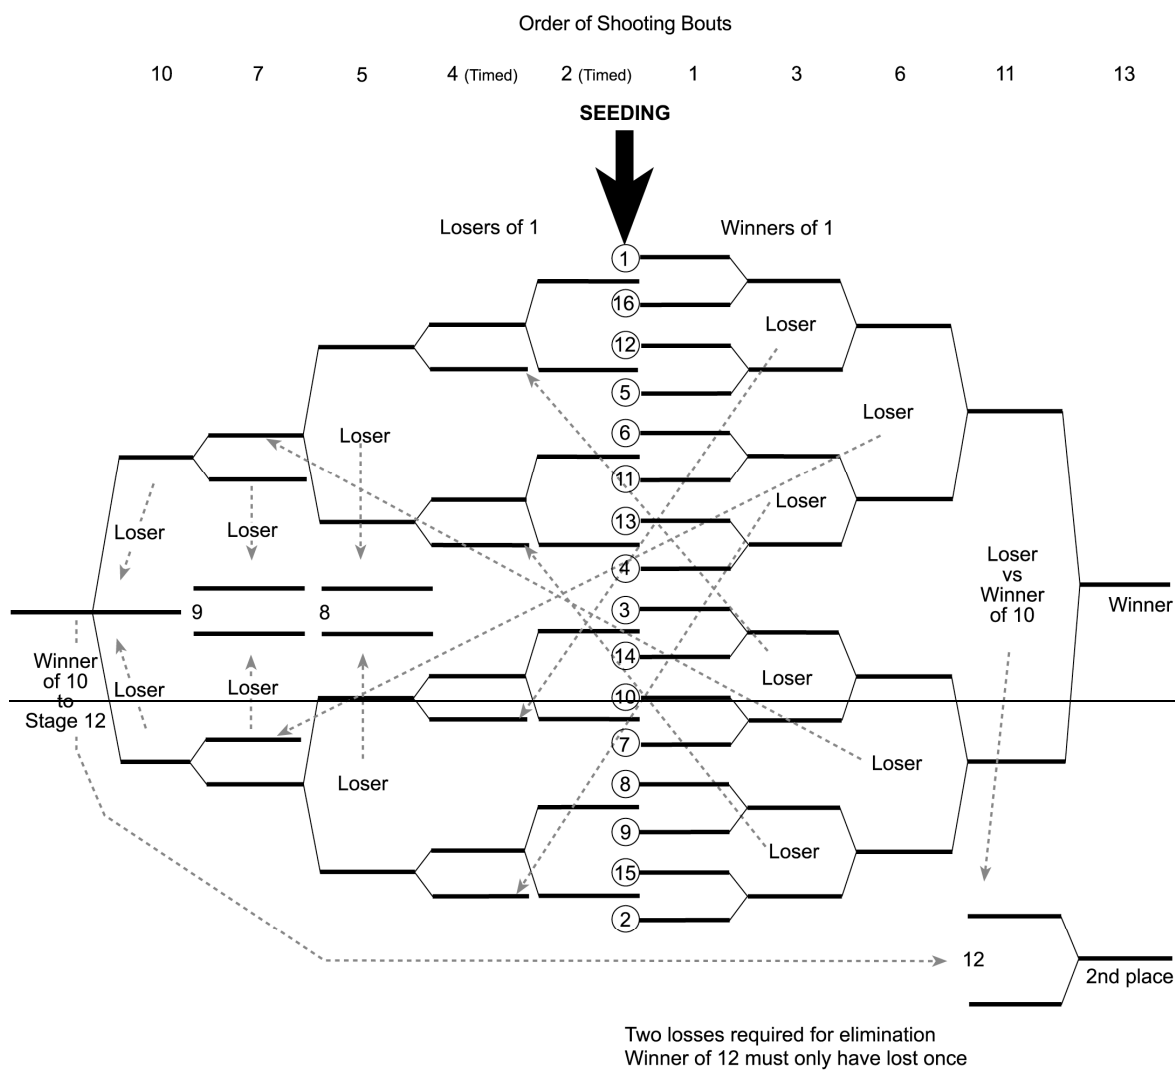 Order of Shooting Bouts
10 7 5 4 (Timed) 2 (Timed) 1 3 6 11 13
SEEDING
Losers of 1
Winners of 1
1
16
Loser
12
5
Loser
6
Loser
11
Loser
13
Loser
Loser
4
Loser
vs
Winner
of 10
9
8
3
Winner
14
Winner
of 10
to
Stage 12
Loser
Loser
Loser
10
7
Loser
Loser
8
9
Loser
15
2
12
2nd place
Two losses required for elimination
Winner of 12 must only have lost once